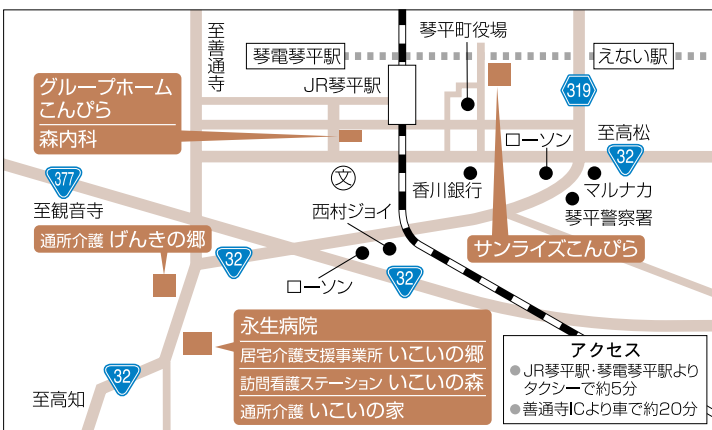 至善通寺
琴平町役場
琴電琴平駅
えない駅
JR琴平駅
319
グループホーム
こんぴら
森内科
ローソン
至高松
32
377
文
香川銀行
マルナカ
琴平警察署
至観音寺
西村ジョイ
通所介護 げんきの郷
サンライズこんぴら
32
ローソン
32
永生病院
居宅介護支援事業所 いこいの郷
訪問看護ステーション いこいの森
通所介護 いこいの家
32
至高知
アクセス
JR琴平駅・琴電琴平駅より
タクシーで約5分
善通寺ICより車で約20分